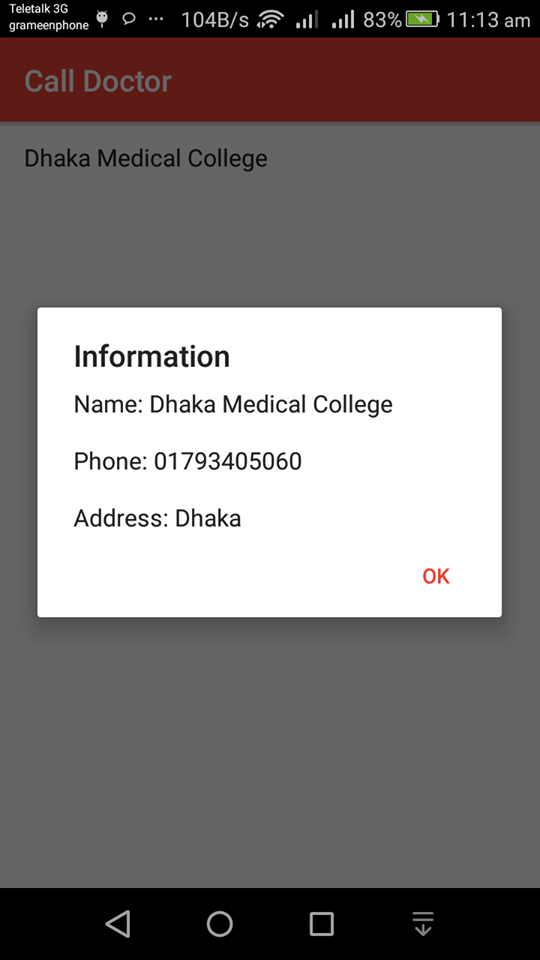 Teletalk 3G
grameenphone
104B/s 83% 11:13 am
Call Doctor
Dhaka Medical College
Information
Name: Dhaka Medical College
Phone: 01793405060
Address: Dhaka
OK